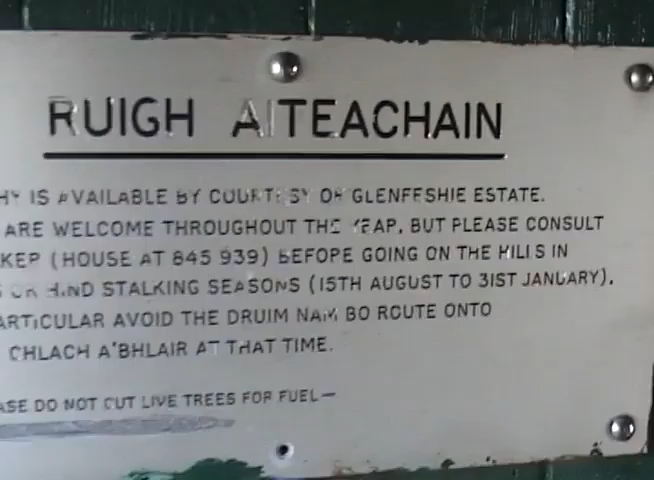 RUIGH AITEACHAIN
HY IS AVAILABLE BY COURTESY OF GLENFESHIE ESTATE.
ARE WELCOME THROUGHOUT THE YEAR, BUT PLEASE CONSULT
KEP (HOUSE AT 845 939) BEFORE GOING ON THE HILLS IN
OR HIND STALKING SEASONS (15TH AUGUST TO 31ST JANUARY).
ARTICULAR AVOID THE DRUIM NAM BO ROUTE ONTO
CHLACH A'BHLAIR AT THAT TIME.
ASE DO NOT CUT LIVE TREES FOR FUEL—